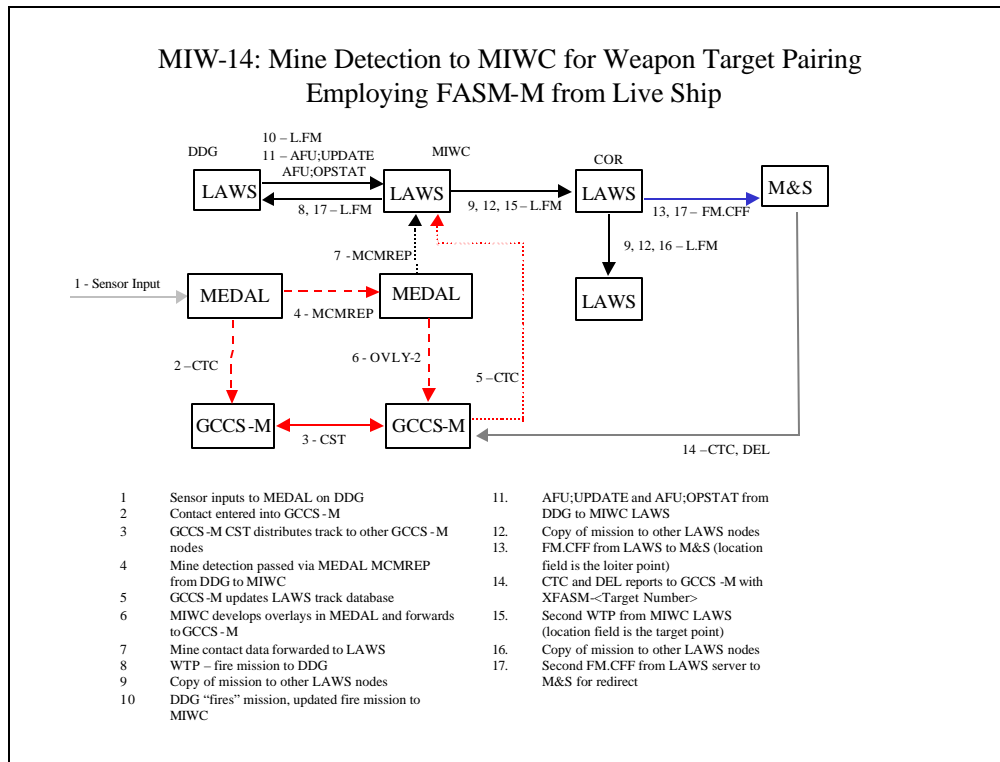 MIW-14: Mine Detection to MIWC for Weapon Target Pairing
Employing FASM-M from Live Ship
10 – L.FM
11 – AFU;UPDATE
AFU;OPSTAT
DDG
MIWC
COR
LAWS
LAWS
LAWS
M&S
8, 17 – L.FM
9, 12, 15 – L.FM
13, 17 – FM.CFF
9, 12, 16 – L.FM
7 - MCMREP
1 - Sensor Input
MEDAL
MEDAL
LAWS
4 - MCMREP
2 –CTC
6 - OVLY-2
5 –CTC
GCCS-M
GCCS-M
3 - CST
14 –CTC, DEL
1 Sensor inputs to MEDAL on DDG
2 Contact entered into GCCS-M
3 GCCS-M CST distributes track to other GCCS-M
nodes
4 Mine detection passed via MEDAL MCMREP
from DDG to MIWC
5 GCCS-M updates LAWS track database
6 MIWC develops overlays in MEDAL and forwards
to GCCS-M
7 Mine contact data forwarded to LAWS
8 WTP – fire mission to DDG
9 Copy of mission to other LAWS nodes
10 DDG “fires” mission, updated fire mission to
MIWC
11. AFU;UPDATE and AFU;OPSTAT from
DDG to MIWC LAWS
12. Copy of mission to other LAWS nodes
13. FM.CFF from LAWS to M&S (location
field is the loiter point)
14. CTC and DEL reports to GCCS-M with
XFASM-<Target Number>
15. Second WTP from MIWC LAWS
(location field is the target point)
16. Copy of mission to other LAWS nodes
17. Second FM.CFF from LAWS server to
M&S for redirect